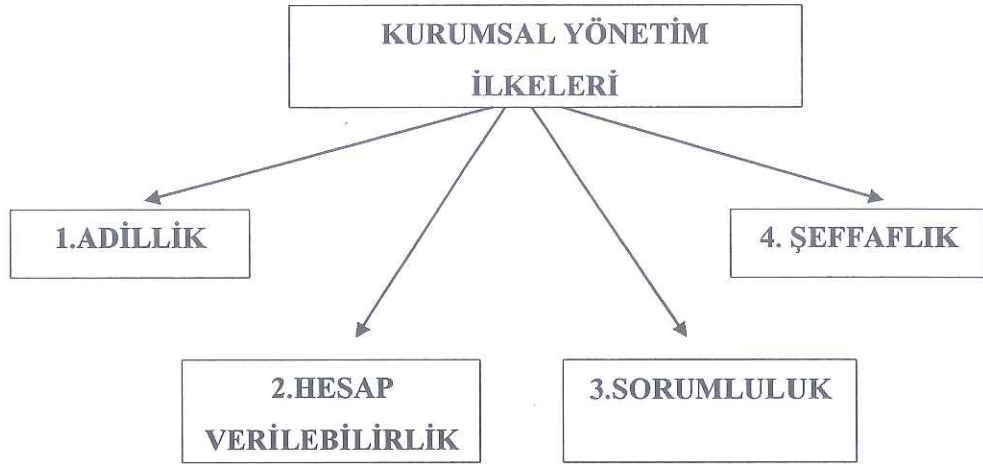 KURUMSAL YÖNETİM
İLKELERİ
1.ADİLLİK
4. ŞEFFAFLIK
2.HESAP
VERİLEBİLİRLİK
3.SORUMLULUK